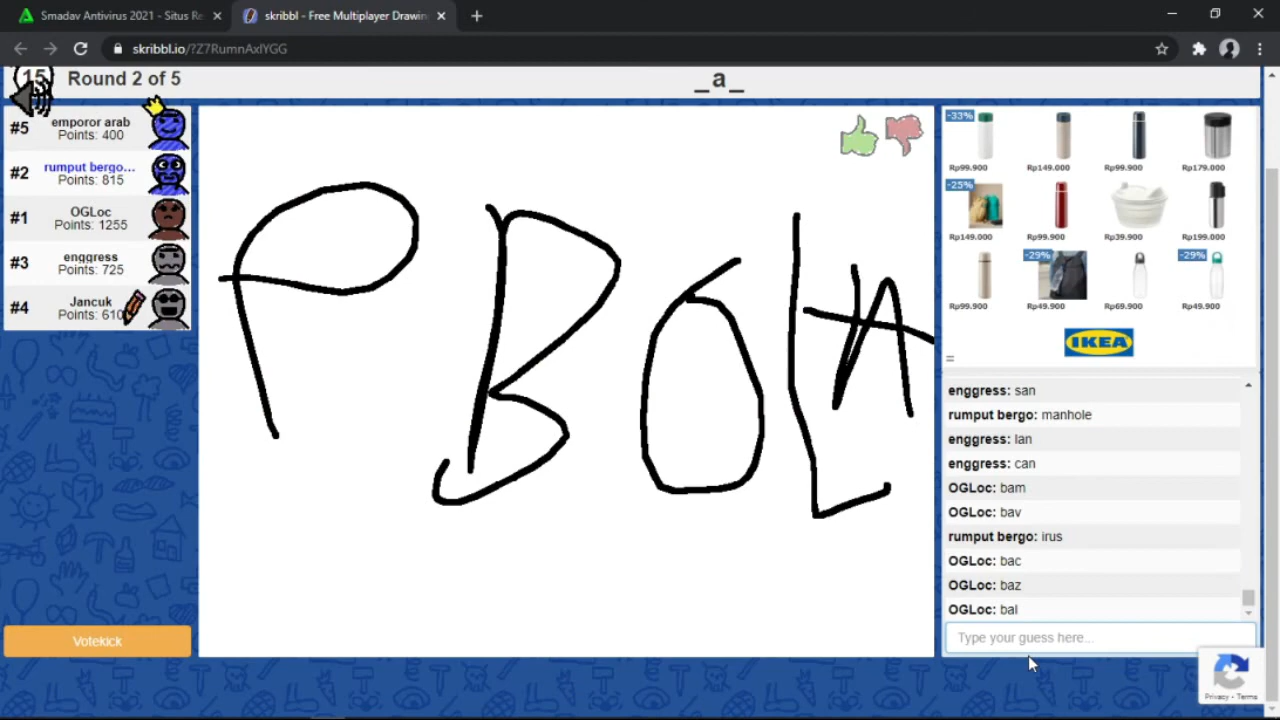 Smadav Antivirus 2021 - Situs Re
skribbl - Free Multiplayer Drawin
skribbl.io/?Z7RumnAxlYGG
15
Round 2 of 5
_a_
#5 emporor arab
Points: 400
#2 rumput bergo...
Points: 815
#1 OGLoc
Points: 1255
#3 enggress
Points: 725
#4 Jancuk
Points: 610
Votekick
P BOLA
-33%
Rp99.900 Rp149.000 Rp99.900 Rp179.000
-25%
Rp149.000 Rp99.900 Rp39.900 Rp199.000
-29% -29%
Rp99.900 Rp49.900 Rp69.900 Rp49.900
IKEA
enggress: san
rumput bergo: manhole
enggress: lan
enggress: can
OGLoc: bam
OGLoc: bav
rumput bergo: irus
OGLoc: bac
OGLoc: baz
OGLoc: bal
Type your guess here...
Privacy - Terms